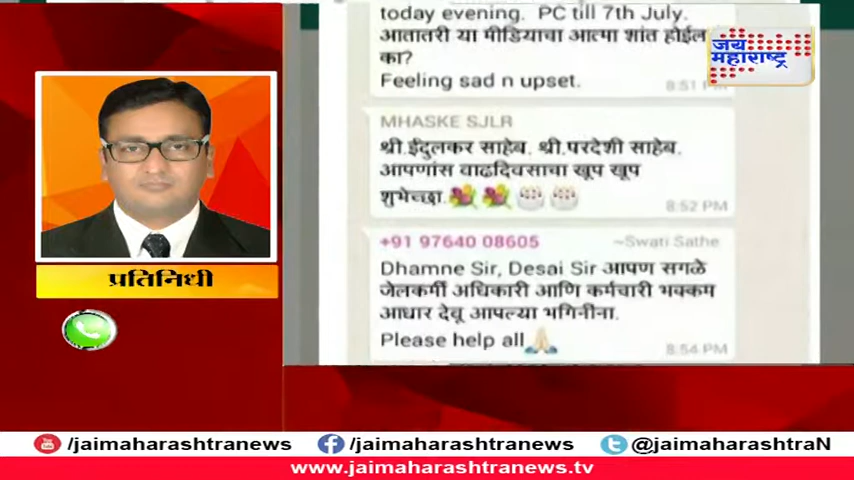 today evening. PC till 7th July.
आतातरी या मीडियाचा आत्मा शांत होईल
का?
Feeling sad n upset.
8:51 PM
जय
महाराष्ट्र
MHASKE SJLR
श्री.ईदुलकर साहेब. श्री.परदेशी साहेब.
आपणांस वाढदिवसाचा खूप खूप
शुभेच्छा.
8:52 PM
+91 97640 08605 ~Swati Sathe
Dhamne Sir, Desai Sir आपण सगळे
जेलकर्मी अधिकारी आणि कर्मचारी भक्कम
आधार देवू आपल्या भगिनींना.
Please help all
8:54 PM
प्रतिनिधी
/jaimaharashtranews /jaimaharashtranews @jaimaharashtraN
www.jaimaharashtranews.tv